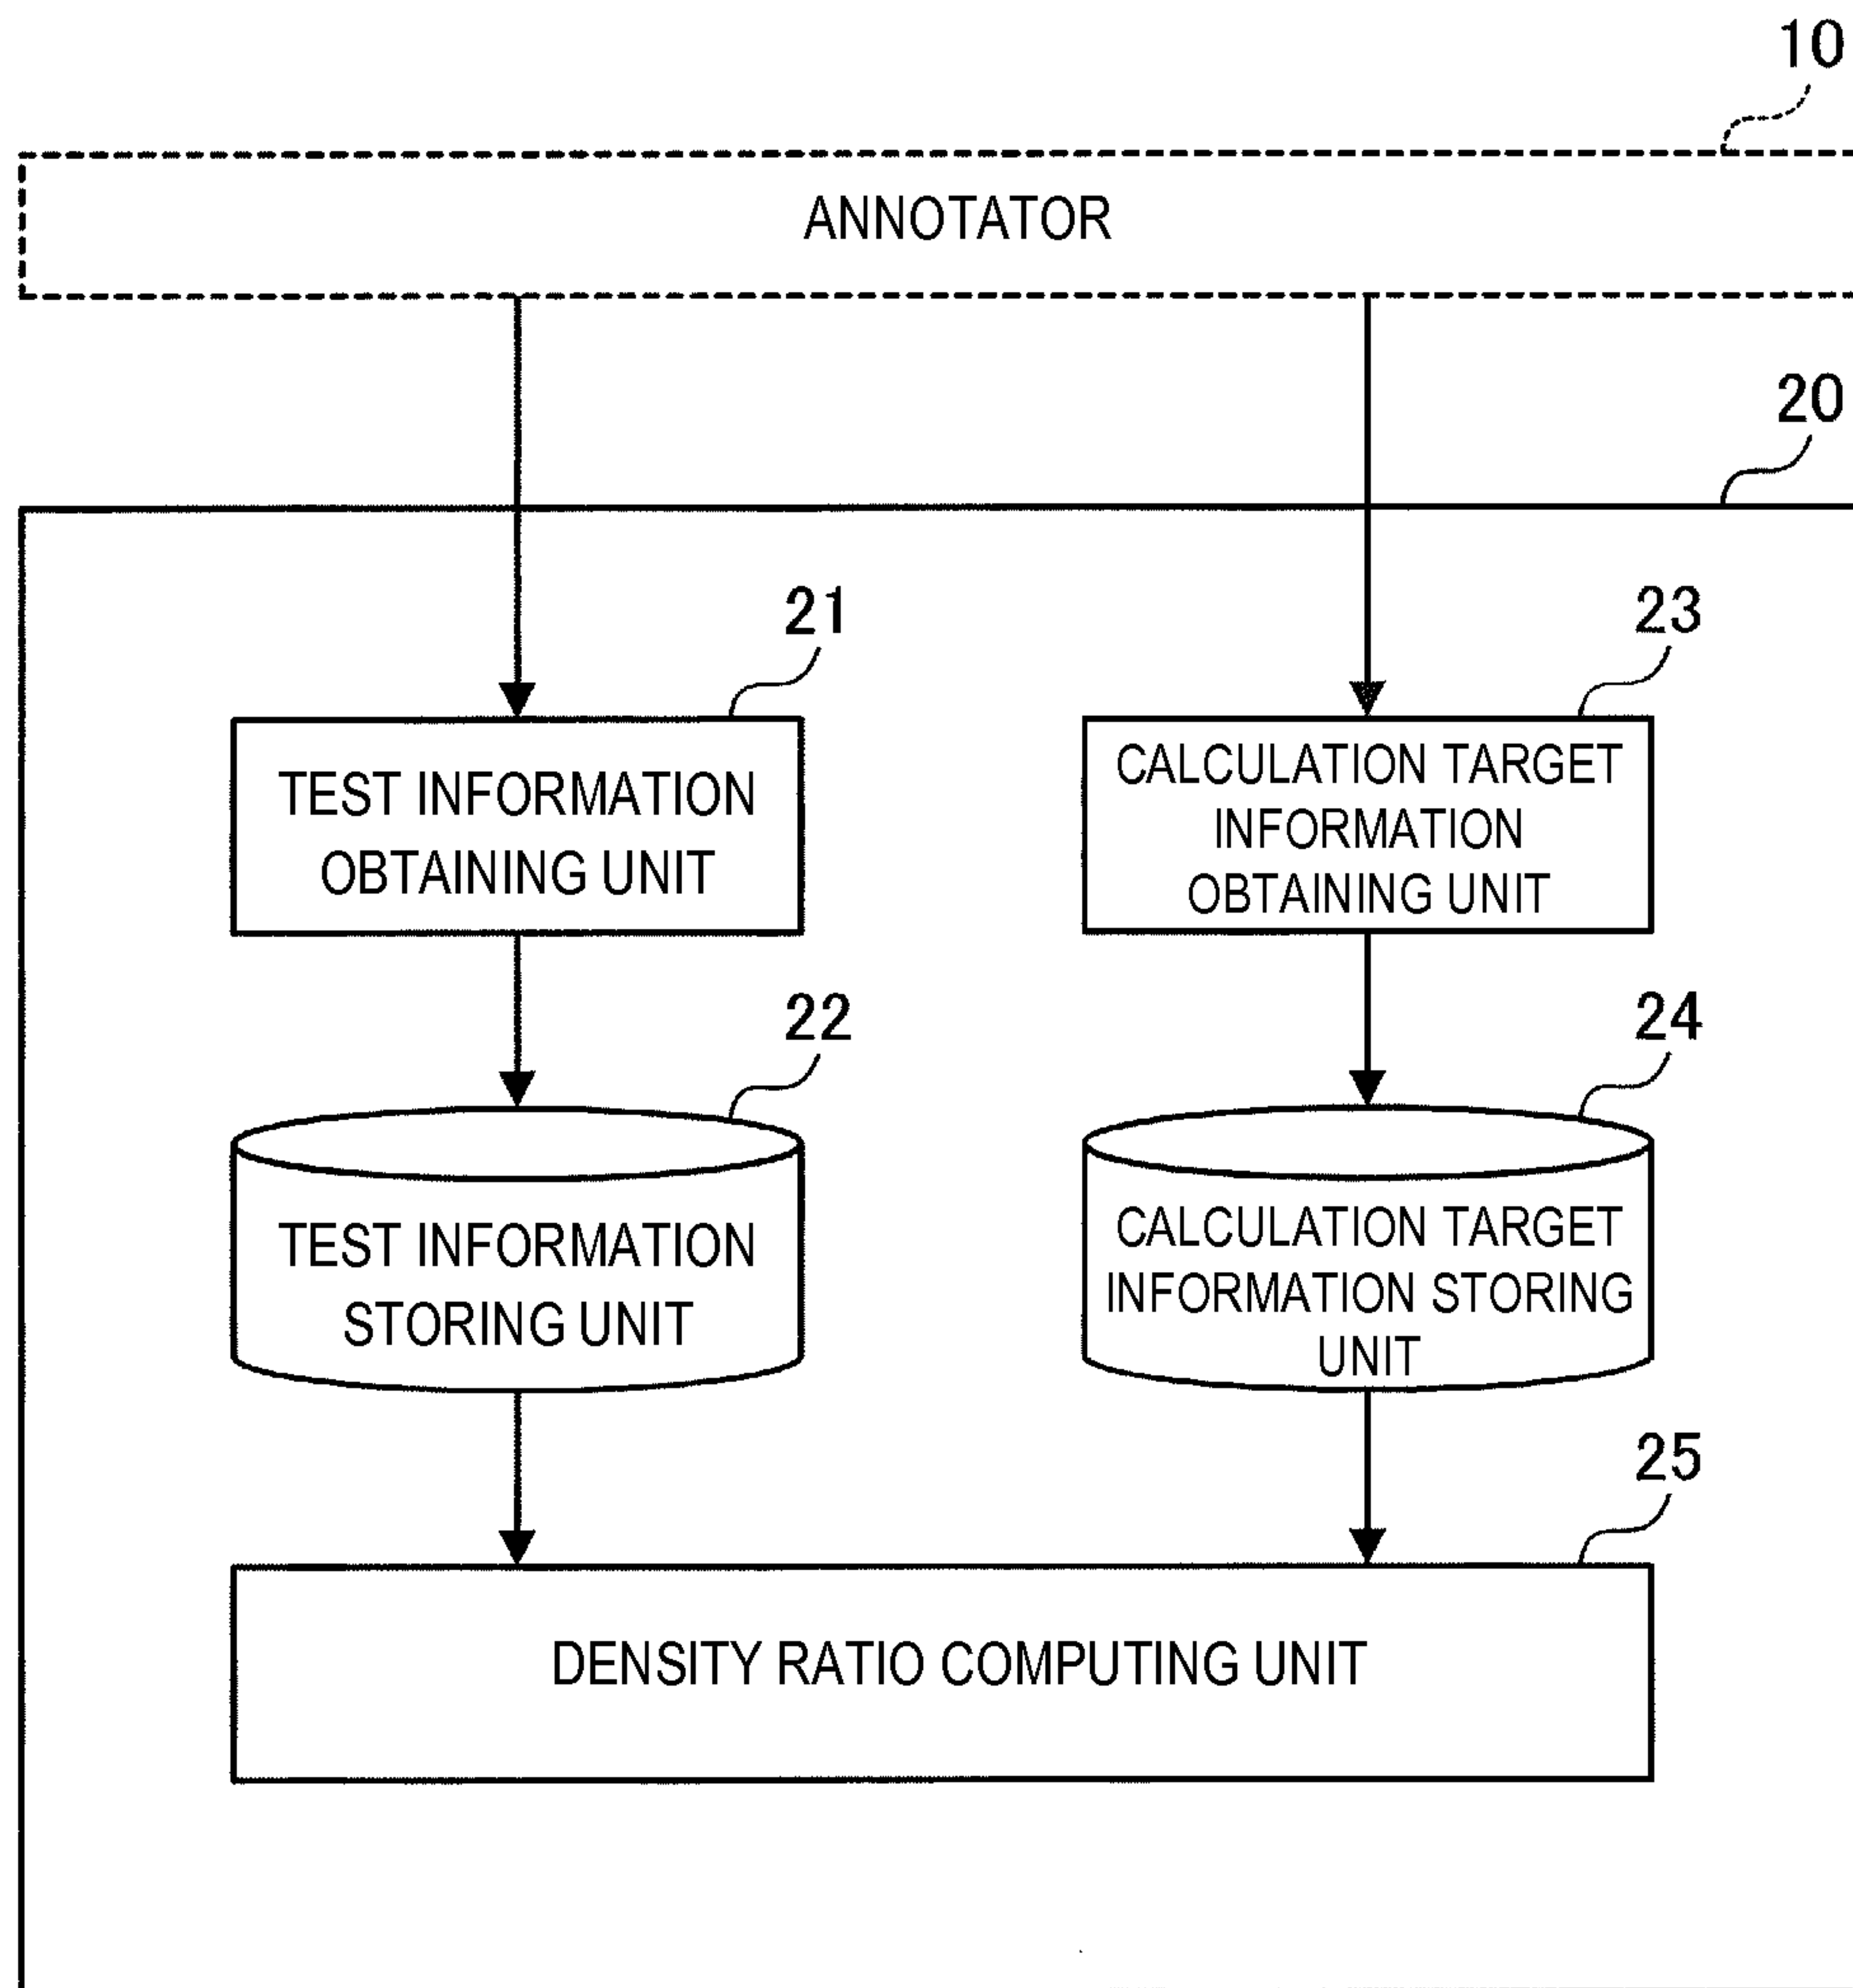 10
ANNOTATOR
20
21
23
TEST INFORMATION
OBTAINING UNIT
CALCULATION TARGET
INFORMATION
OBTAINING UNIT
22
24
TEST INFORMATION
STORING UNIT
CALCULATION TARGET
INFORMATION STORING
UNIT
25
DENSITY RATIO COMPUTING UNIT